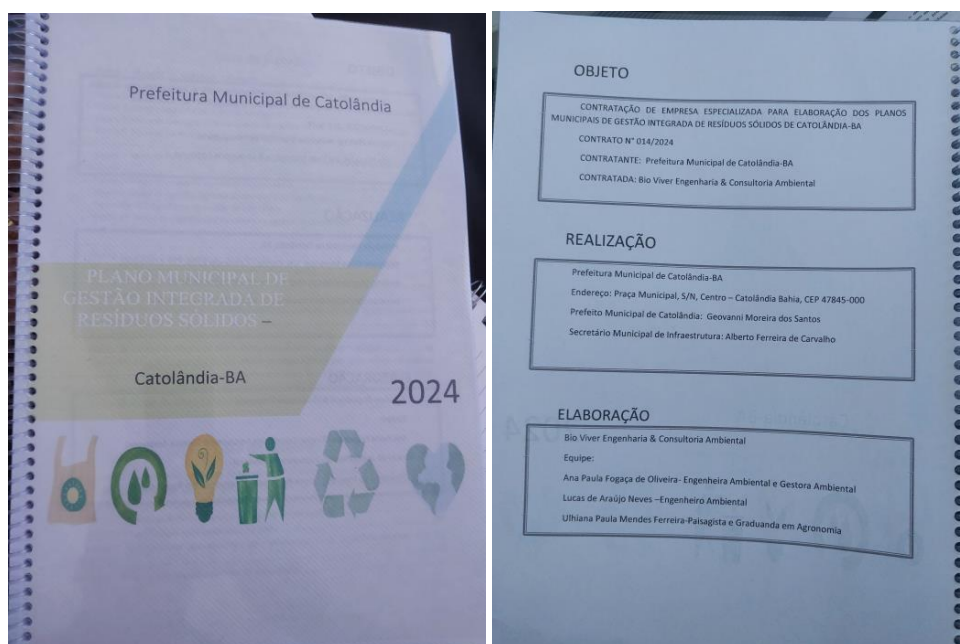 Prefeitura Municipal de Catolândia
PLANO MUNICIPAL DE
GESTÃO INTEGRADA DE
RESÍDUOS SÓLIDOS –
Catolândia-BA
2024
OBJETO
CONTRATAÇÃO DE EMPRESA ESPECIALIZADA PARA ELABORAÇÃO DOS PLANOS
MUNICIPAIS DE GESTÃO INTEGRADA DE RESÍDUOS SÓLIDOS DE CATOLÂNDIA-BA
CONTRATO N° 014/2024
CONTRATANTE: Prefeitura Municipal de Catolândia-BA
CONTRATADA: Bio Viver Engenharia & Consultoria Ambiental
REALIZAÇÃO
Prefeitura Municipal de Catolândia-BA
Endereço: Praça Municipal, S/N, Centro – Catolândia Bahia, CEP 47845-000
Prefeito Municipal de Catolândia: Geovanni Moreira dos Santos
Secretário Municipal de Infraestrutura: Alberto Ferreira de Carvalho
ELABORAÇÃO
Bio Viver Engenharia & Consultoria Ambiental
Equipe:
Ana Paula Fogaça de Oliveira- Engenheira Ambiental e Gestora Ambiental
Lucas de Araújo Neves –Engenheiro Ambiental
Ulhiana Paula Mendes Ferreira-Paisagista e Graduanda em Agronomia